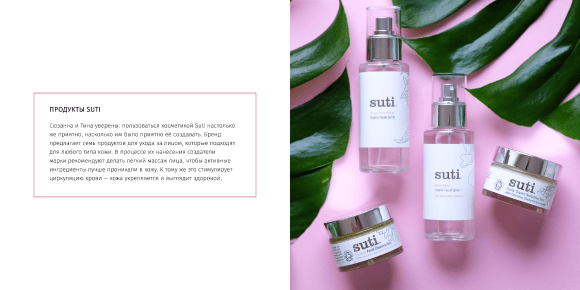 ПРОДУКТЫ SUTI
Сюзанна и Тина уверены: пользоваться косметикой Suti настолько
же приятно, насколько им было приятно её создавать. Бренд
предлагает семь продуктов для ухода за лицом, которые подходят
для любого типа кожи. В процессе их нанесения создатели
марки рекомендуют делать лёгкий массаж лица, чтобы активные
ингредиенты лучше проникали в кожу. К тому же это стимулирует
циркуляцию крови — кожа укрепляется и выглядит здоровой.
suti
suti
suti
suti